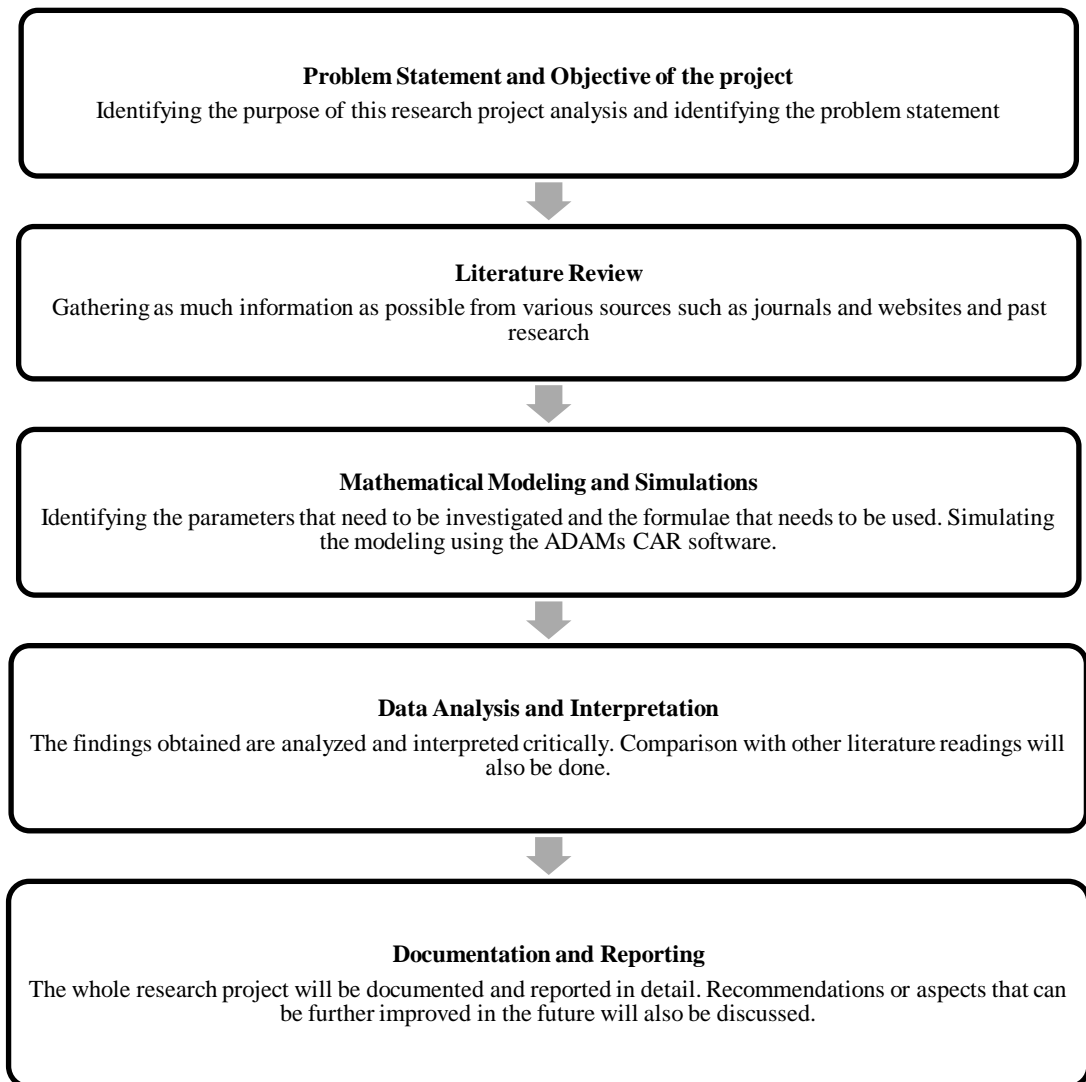 Problem Statement and Objective of the project
Identifying the purpose of this research project analysis and identifying the problem statement
Literature Review
Gathering as much information as possible from various sources such as journals and websites and past
research
Mathematical Modeling and Simulations
Identifying the parameters that need to be investigated and the formulae that needs to be used. Simulating
the modeling using the ADAMs CAR software.
Data Analysis and Interpretation
The findings obtained are analyzed and interpreted critically. Comparison with other literature readings will
also be done.
Documentation and Reporting
The whole research project will be documented and reported in detail. Recommendations or aspects that can
be further improved in the future will also be discussed.